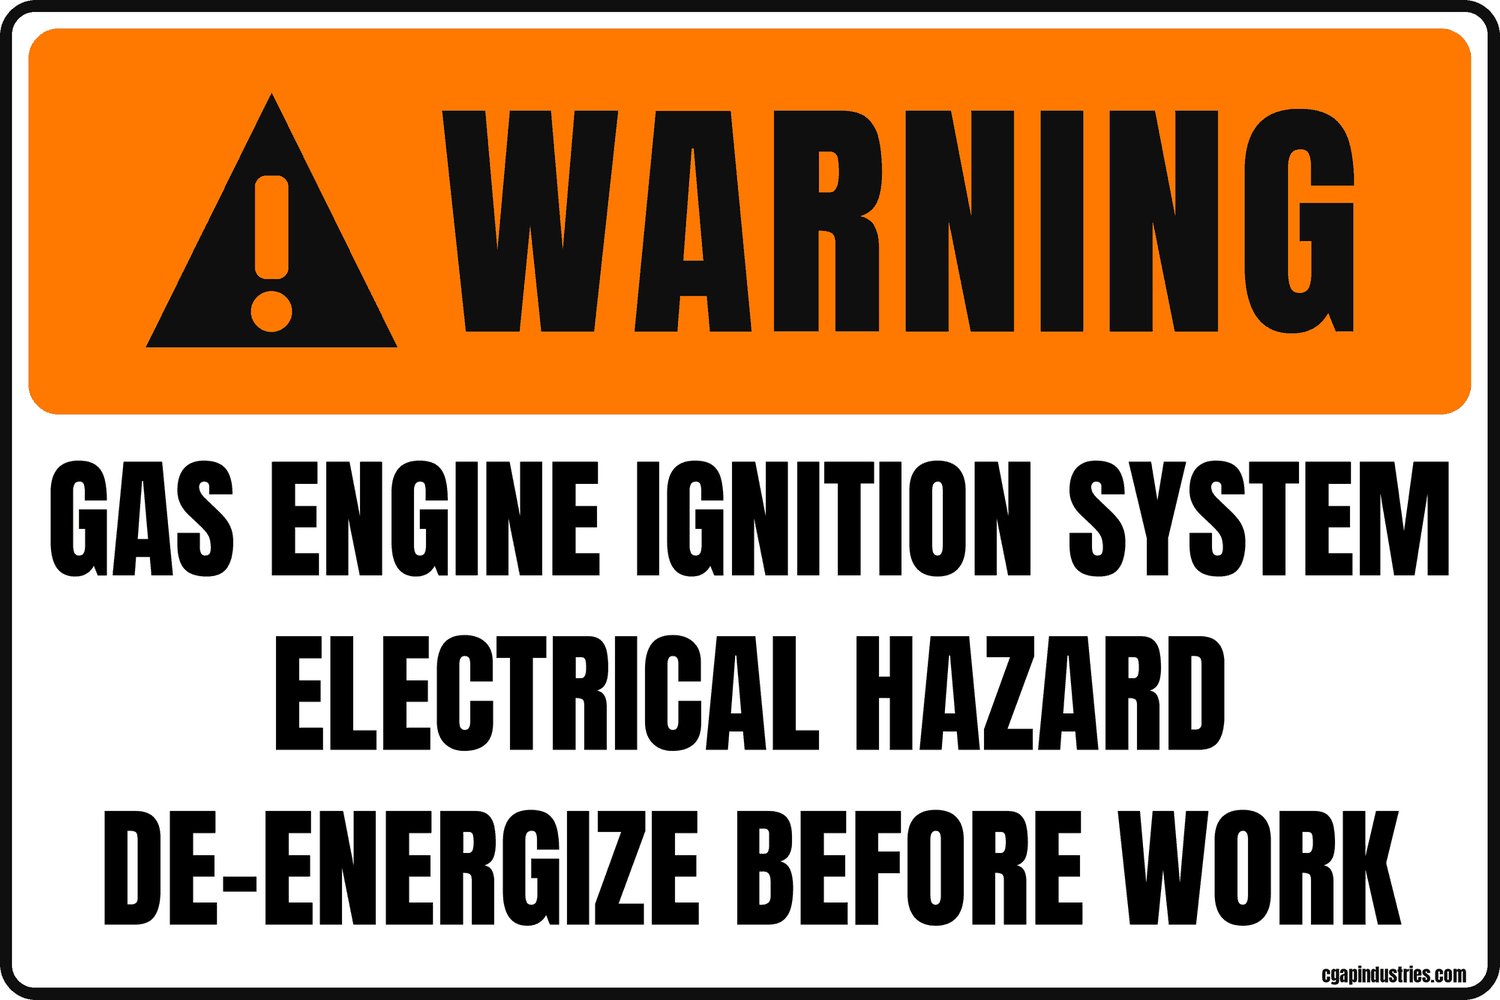 WARNING
GAS ENGINE IGNITION SYSTEM
ELECTRICAL HAZARD
DE-ENERGIZE BEFORE WORK
cgapindustries.com